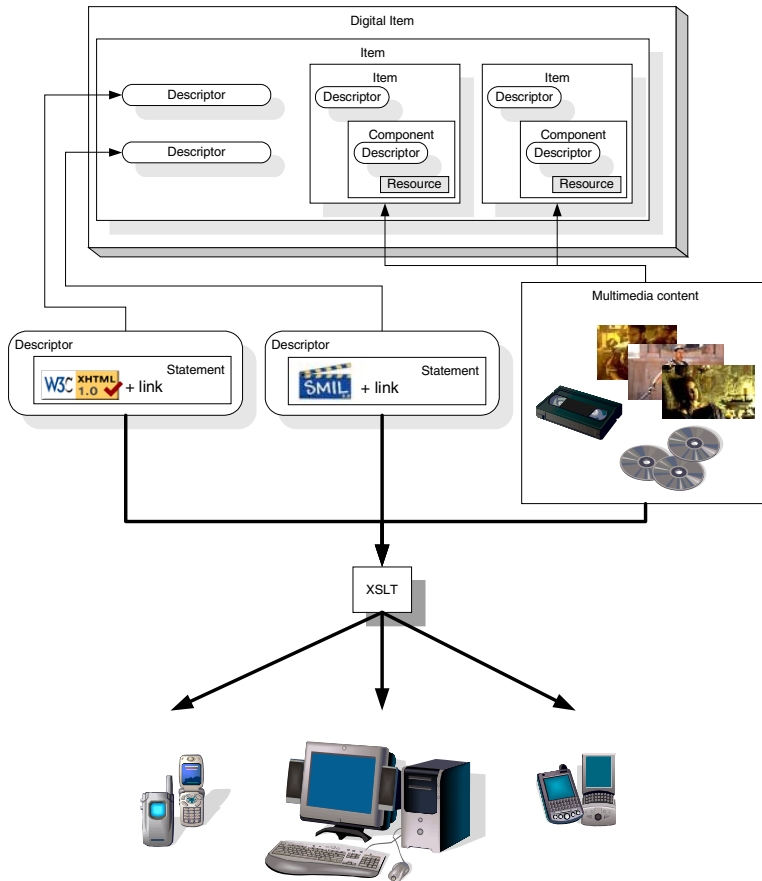 Digital Item
Item
Item
Item
Descriptor
Descriptor
Descriptor
Component
Component
Descriptor
Descriptor
Descriptor
Resource
Resource
Multimedia content
Descriptor
Statement
W3C XHTML 1.0 + link
Descriptor
Statement
SMIL + link
XSLT